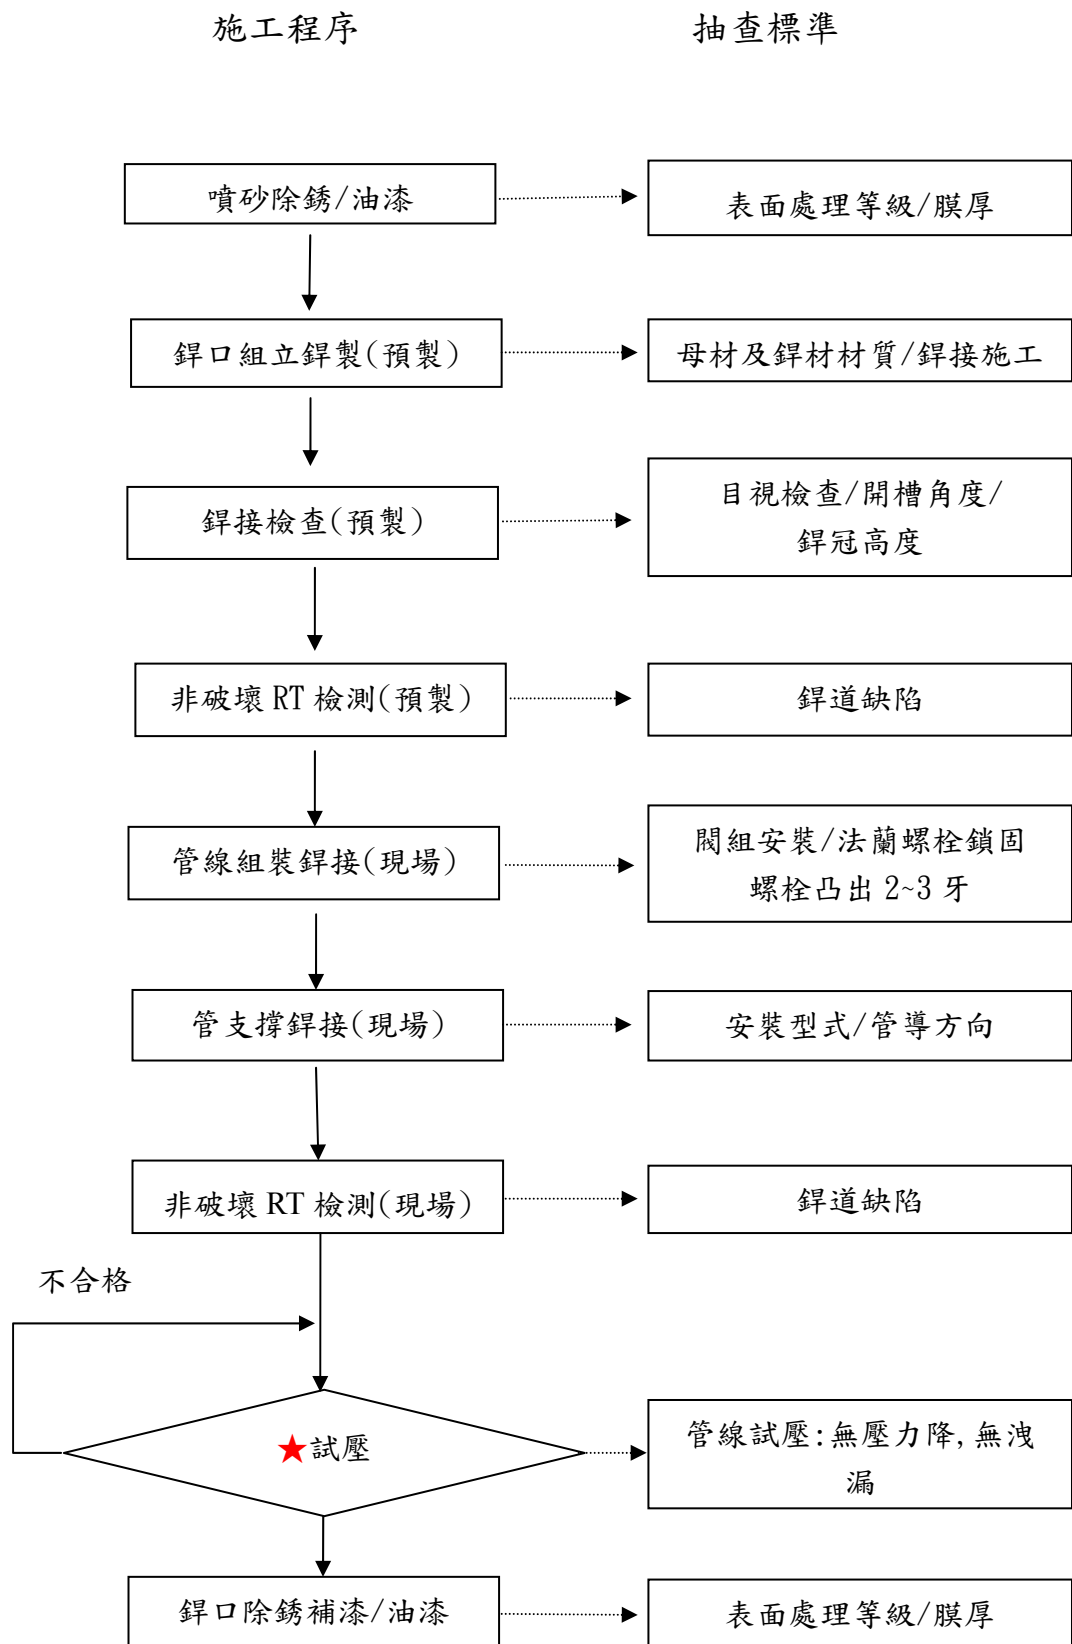 施工程序 抽查標準
噴砂除銹/油漆 表面處理等級/膜厚
銲口組立銲製(預製) 母材及銲材材質/銲接施工
銲接檢查(預製) 目視檢查/開槽角度/
銲冠高度
非破壞 RT 檢測(預製) 銲道缺陷
管線組裝銲接(現場) 閥組安裝/法蘭螺栓鎖固
螺栓凸出 2~3 牙
管支撐銲接(現場) 安裝型式/管導方向
非破壞 RT 檢測(現場) 銲道缺陷
不合格
★試壓 管線試壓:無壓力降,無洩
漏
銲口除銹補漆/油漆 表面處理等級/膜厚